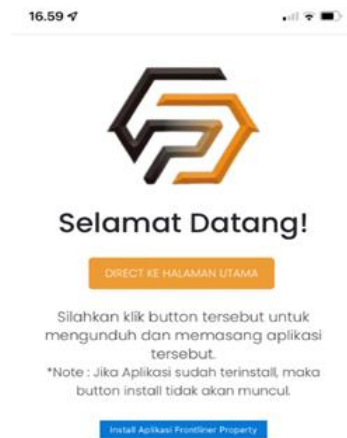 16.59
Selamat Datang!
DIRECT KE HALAMAN UTAMA
Silahkan klik button tersebut untuk
mengunduh dan memasang aplikasi
tersebut.
*Note : Jika Aplikasi sudah terinstall, maka
button install tidak akan muncul.
Install Aplikasi Frontliner Property